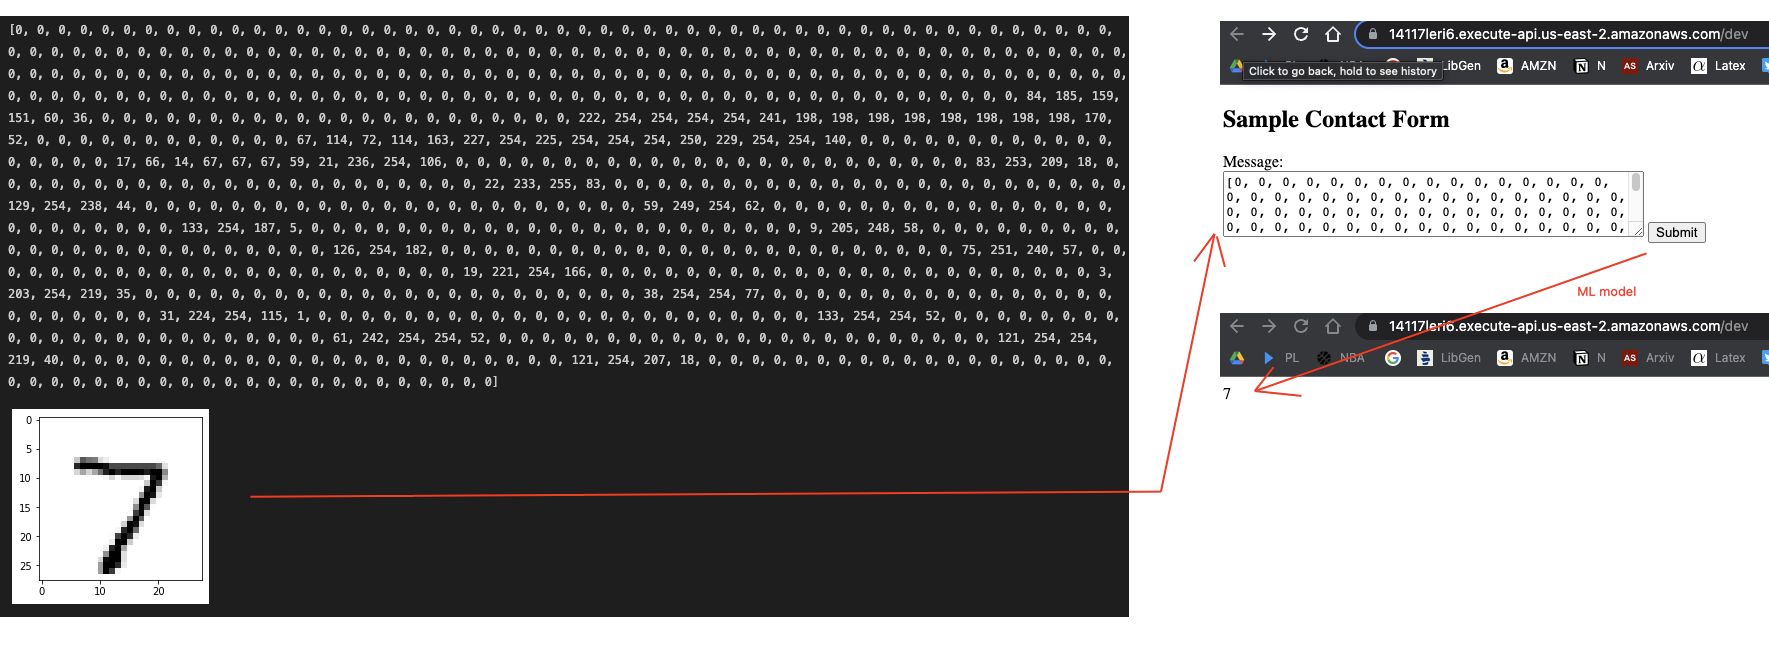 [0, 0, 0, 0, 0, 0, 0, 0, 0, 0, 0, 0, 0, 0, 0, 0, 0, 0, 0, 0, 0, 0, 0, 0, 0, 0, 0, 0, 0, 0, 0, 0, 0, 0, 0, 0, 0, 0, 0, 0, 0, 0, 0, 0, 0, 0, 0, 0, 0, 0, 0,
0, 0, 0, 0, 0, 0, 0, 0, 0, 0, 0, 0, 0, 0, 0, 0, 0, 0, 0, 0, 0, 0, 0, 0, 0, 0, 0, 0, 0, 0, 0, 0, 0, 0, 0, 0, 0, 0, 0, 0, 0, 0, 0, 0, 0, 0, 0, 0, 0, 0, 0, 0,
0, 0, 0, 0, 0, 0, 0, 0, 0, 0, 0, 0, 0, 0, 0, 0, 0, 0, 0, 0, 0, 0, 0, 0, 0, 0, 0, 0, 0, 0, 0, 0, 0, 0, 0, 0, 0, 0, 0, 0, 0, 0, 0, 0, 0, 0, 0, 0, 0, 0, 0, 0,
0, 0, 0, 0, 0, 0, 0, 0, 0, 0, 0, 0, 0, 0, 0, 0, 0, 0, 0, 0, 0, 0, 0, 0, 0, 0, 0, 0, 0, 0, 0, 0, 0, 0, 0, 0, 0, 0, 0, 0, 0, 0, 0, 0, 0, 0, 0, 84, 185, 159,
151, 60, 36, 0, 0, 0, 0, 0, 0, 0, 0, 0, 0, 0, 0, 0, 0, 0, 0, 0, 0, 0, 0, 0, 0, 222, 254, 254, 254, 254, 241, 198, 198, 198, 198, 198, 198, 198, 198, 170,
52, 0, 0, 0, 0, 0, 0, 0, 0, 0, 0, 0, 0, 67, 114, 72, 114, 163, 227, 254, 225, 254, 254, 254, 250, 229, 254, 254, 140, 0, 0, 0, 0, 0, 0, 0, 0, 0, 0, 0, 0,
0, 0, 0, 0, 0, 17, 66, 14, 67, 67, 67, 59, 21, 236, 254, 106, 0, 0, 0, 0, 0, 0, 0, 0, 0, 0, 0, 0, 0, 0, 0, 0, 0, 0, 0, 0, 0, 0, 0, 0, 83, 253, 209, 18, 0,
0, 0, 0, 0, 0, 0, 0, 0, 0, 0, 0, 0, 0, 0, 0, 0, 0, 0, 0, 0, 0, 0, 22, 233, 255, 83, 0, 0, 0, 0, 0, 0, 0, 0, 0, 0, 0, 0, 0, 0, 0, 0, 0, 0, 0, 0, 0, 0, 0, 0,
129, 254, 238, 44, 0, 0, 0, 0, 0, 0, 0, 0, 0, 0, 0, 0, 0, 0, 0, 0, 0, 0, 0, 0, 0, 0, 0, 59, 249, 254, 62, 0, 0, 0, 0, 0, 0, 0, 0, 0, 0, 0, 0, 0, 0, 0, 0,
0, 0, 0, 0, 0, 0, 0, 0, 133, 254, 187, 5, 0, 0, 0, 0, 0, 0, 0, 0, 0, 0, 0, 0, 0, 0, 0, 0, 0, 0, 0, 0, 0, 0, 0, 9, 205, 248, 58, 0, 0, 0, 0, 0, 0, 0, 0, 0,
0, 0, 0, 0, 0, 0, 0, 0, 0, 0, 0, 0, 0, 0, 0, 126, 254, 182, 0, 0, 0, 0, 0, 0, 0, 0, 0, 0, 0, 0, 0, 0, 0, 0, 0, 0, 0, 0, 0, 0, 0, 0, 75, 251, 240, 57, 0, 0,
0, 0, 0, 0, 0, 0, 0, 0, 0, 0, 0, 0, 0, 0, 0, 0, 0, 0, 0, 0, 0, 19, 221, 254, 166, 0, 0, 0, 0, 0, 0, 0, 0, 0, 0, 0, 0, 0, 0, 0, 0, 0, 0, 0, 0, 0, 0, 0, 3,
203, 254, 219, 35, 0, 0, 0, 0, 0, 0, 0, 0, 0, 0, 0, 0, 0, 0, 0, 0, 0, 0, 0, 0, 0, 0, 0, 38, 254, 254, 77, 0, 0, 0, 0, 0, 0, 0, 0, 0, 0, 0, 0, 0, 0, 0, 0,
0, 0, 0, 0, 0, 0, 0, 31, 224, 254, 115, 1, 0, 0, 0, 0, 0, 0, 0, 0, 0, 0, 0, 0, 0, 0, 0, 0, 0, 0, 0, 0, 0, 0, 0, 133, 254, 254, 52, 0, 0, 0, 0, 0, 0, 0, 0,
0, 0, 0, 0, 0, 0, 0, 0, 0, 0, 0, 0, 0, 0, 0, 61, 242, 254, 254, 52, 0, 0, 0, 0, 0, 0, 0, 0, 0, 0, 0, 0, 0, 0, 0, 0, 0, 0, 0, 0, 0, 0, 0, 121, 254, 254,
219, 40, 0, 0, 0, 0, 0, 0, 0, 0, 0, 0, 0, 0, 0, 0, 0, 0, 0, 0, 0, 0, 0, 0, 0, 121, 254, 207, 18, 0, 0, 0, 0, 0, 0, 0, 0, 0, 0, 0, 0, 0, 0, 0, 0, 0, 0, 0,
0, 0, 0, 0, 0, 0, 0, 0, 0, 0, 0, 0, 0, 0, 0, 0, 0, 0, 0, 0, 0, 0, 0]
0
5
10
15
20
25
0 10 20
14117leri6.execute-api.us-east-2.amazonaws.com/dev
Click to go back, hold to see history LibGen AMZN N Arxiv Latex
Sample Contact Form
Message:
[0, 0, 0, 0, 0, 0, 0, 0, 0, 0, 0, 0, 0, 0, 0, 0,
0, 0, 0, 0, 0, 0, 0, 0, 0, 0, 0, 0, 0, 0, 0, 0, 0,
0, 0, 0, 0, 0, 0, 0, 0, 0, 0, 0, 0, 0, 0, 0, 0, 0,
0, 0, 0, 0, 0, 0, 0, 0, 0, 0, 0, 0, 0, 0, 0, 0, 0,
Submit
ML model
14117leri6.execute-api.us-east-2.amazonaws.com/dev
PL NBA LibGen AMZN N Arxiv Latex
7